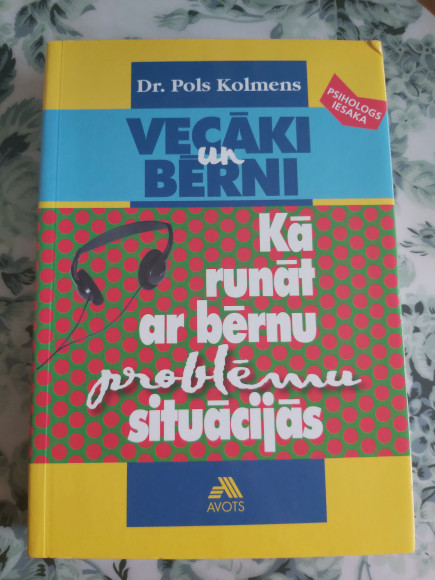 Dr. Pols Kolmens
PSIHOLOGS
IESAKA
VECĀKI
un
BĒRNI
Kā
runāt
ar bērnu
problēmu
situācijās
AVOTS